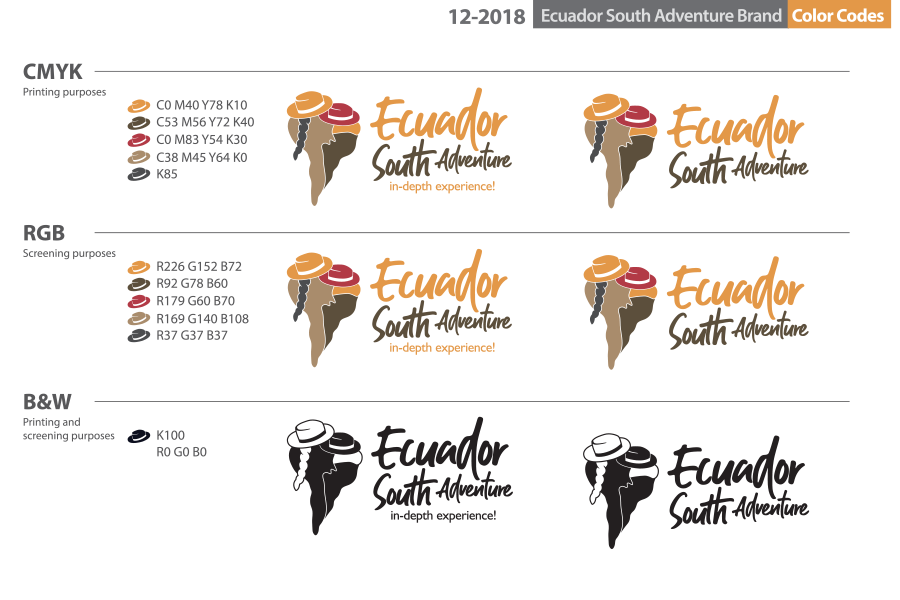 12-2018 Ecuador South Adventure Brand Color Codes
CMYK
Printing purposes
C0 M40 Y78 K10
C53 M56 Y72 K40
C0 M83 Y54 K30
C38 M45 Y64 K0
K85
Ecuador
South Adventure
in-depth experience!
Ecuador
South Adventure
RGB
Screening purposes
R226 G152 B72
R92 G78 B60
R179 G60 B70
R169 G140 B108
R37 G37 B37
Ecuador
South Adventure
in-depth experience!
Ecuador
South Adventure
B&W
Printing and
screening purposes
K100
R0 G0 B0
Ecuador
South Adventure
in-depth experience!
Ecuador
South Adventure